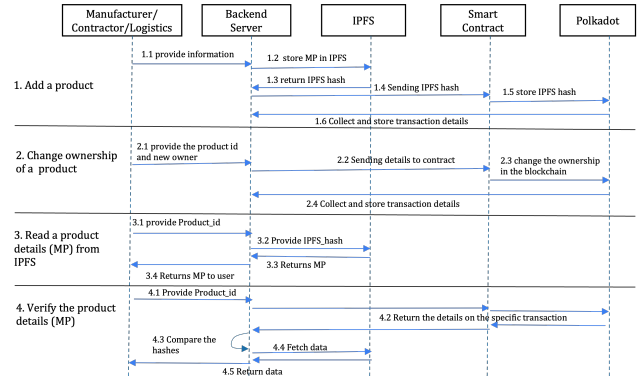 Manufacturer/
Contractor/Logistics
Backend
Server
IPFS
Smart
Contract
Polkadot
1. Add a product
1.1 provide information
1.2 store MP in IPFS
1.3 return IPFS hash
1.4 Sending IPFS hash
1.5 store IPFS hash
1.6 Collect and store transaction details
2. Change ownership
of a product
2.1 provide the product id
and new owner
2.2 Sending details to contract
2.3 change the ownership
in the blockchain
2.4 Collect and store transaction details
3. Read a product
details (MP) from
IPFS
3.1 provide Product_id
3.2 Provide IPFS_hash
3.3 Returns MP
3.4 Returns MP to user
4. Verify the product
details (MP)
4.1 Provide Product_id
4.2 Return the details on the specific transaction
4.3 Compare the
hashes
4.4 Fetch data
4.5 Return data